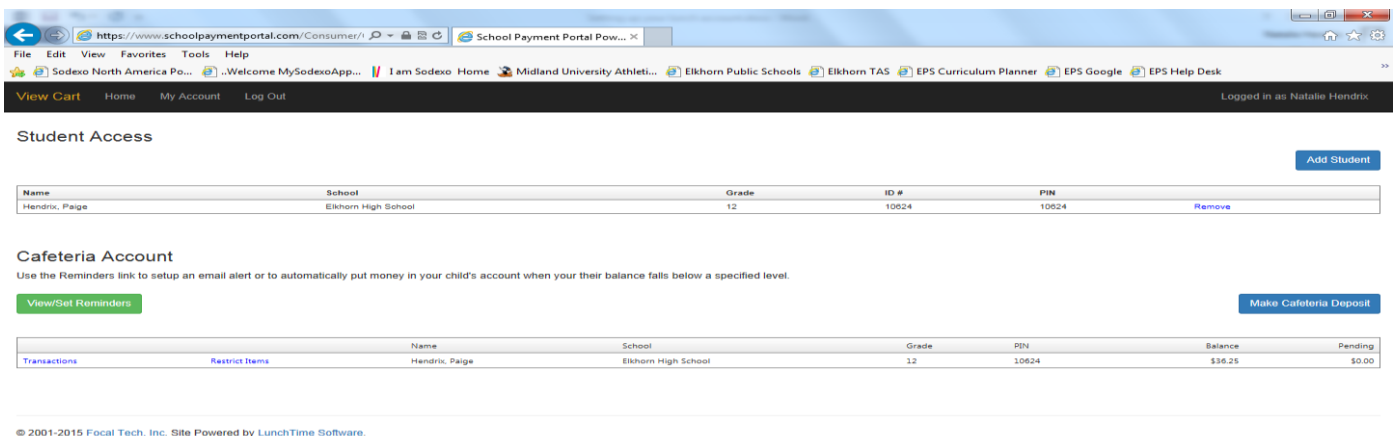 https://www.schoolpaymentportal.com/Consumer/
School Payment Portal Pow... ×
File Edit View Favorites Tools Help
Sodexo North America Po... ..Welcome MySodexoApp... I am Sodexo Home Midland University Athleti... Elkhorn Public Schools Elkhorn TAS EPS Curriculum Planner EPS Google EPS Help Desk »
View Cart Home My Account Log Out Logged in as Natalie Hendrix
Student Access
Add Student
Name School Grade ID # PIN
Hendrix, Paige Elkhorn High School 12 10624 10624 Remove
Cafeteria Account
Use the Reminders link to setup an email alert or to automatically put money in your child's account when your their balance falls below a specified level.
View/Set Reminders Make Cafeteria Deposit
Name School Grade PIN Balance Pending
Transactions Restrict Items Hendrix, Paige Elkhorn High School 12 10624 $36.25 $0.00
© 2001-2015 Focal Tech, Inc. Site Powered by LunchTime Software.